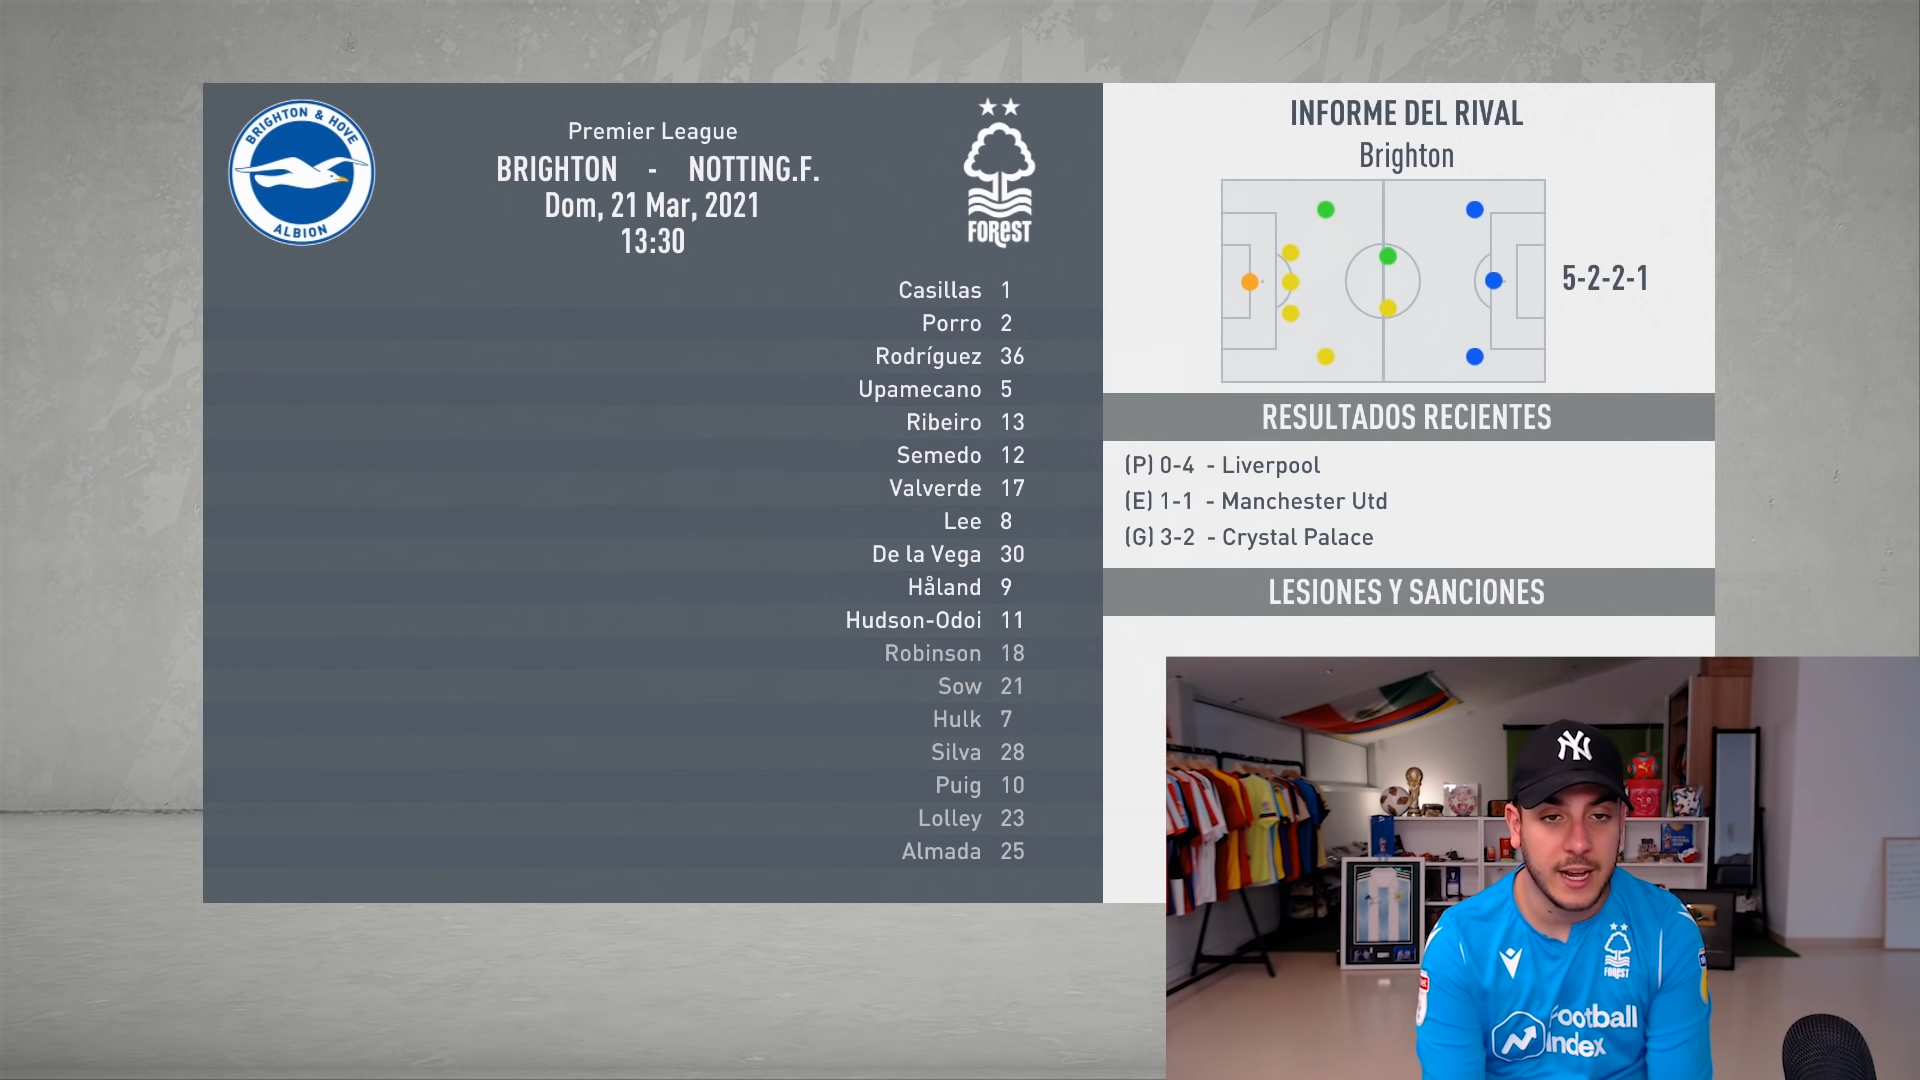 BRIGHTON & HOVE
ALBION
Premier League
BRIGHTON - NOTTING.F.
Dom, 21 Mar, 2021
13:30
FOREST
Casillas 1
Porro 2
Rodríguez 36
Upamecano 5
Ribeiro 13
Semedo 12
Valverde 17
Lee 8
De la Vega 30
Håland 9
Hudson-Odoi 11
Robinson 18
Sow 21
Hulk 7
Silva 28
Puig 10
Lolley 23
Almada 25
INFORME DEL RIVAL
Brighton
5-2-2-1
RESULTADOS RECIENTES
(P) 0-4 - Liverpool
(E) 1-1 - Manchester Utd
(G) 3-2 - Crystal Palace
LESIONES Y SANCIONES
NY
FOREST
Football
Index